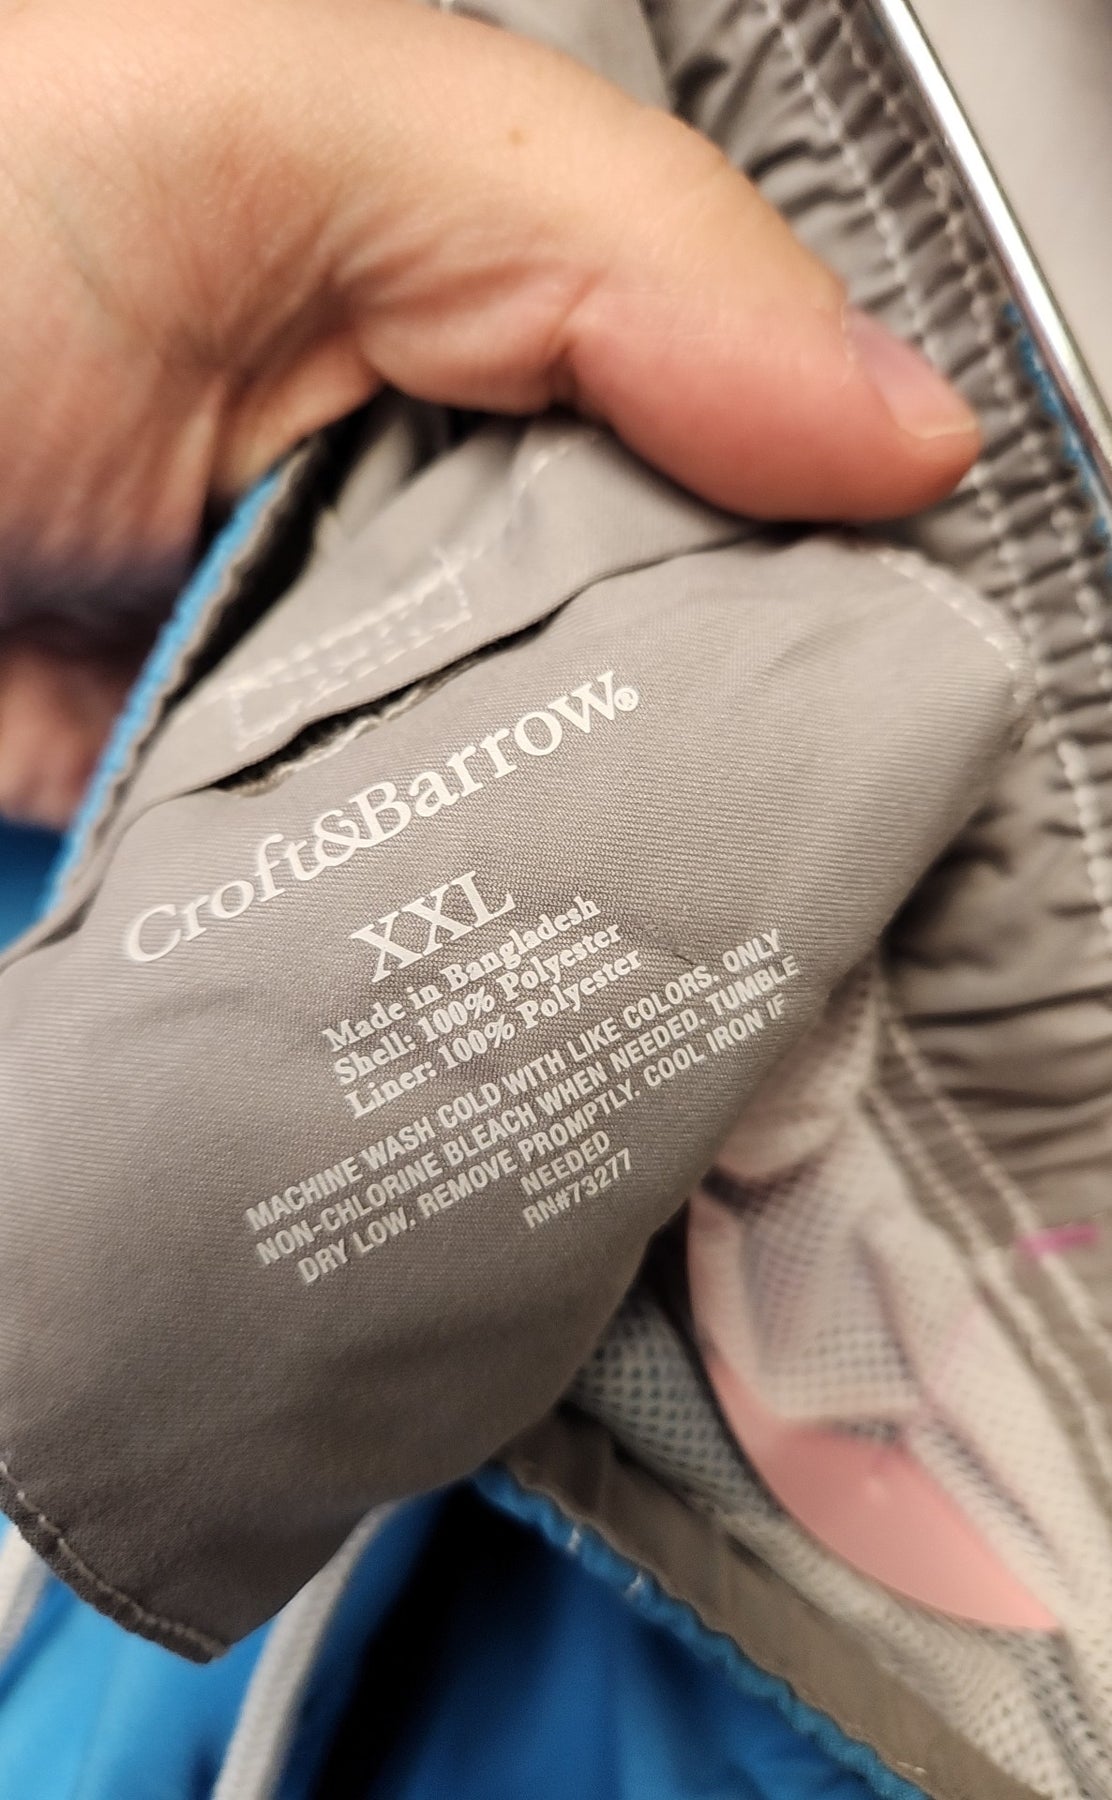 Croft&Barrow®
XXL
Made in Bangladesh
Shell: 100% Polyester
Liner: 100% Polyester
MACHINE WASH COLD WITH LIKE COLORS. ONLY
NON-CHLORINE BLEACH WHEN NEEDED. TUMBLE
DRY LOW. REMOVE PROMPTLY. COOL IRON IF
NEEDED
RN#73277